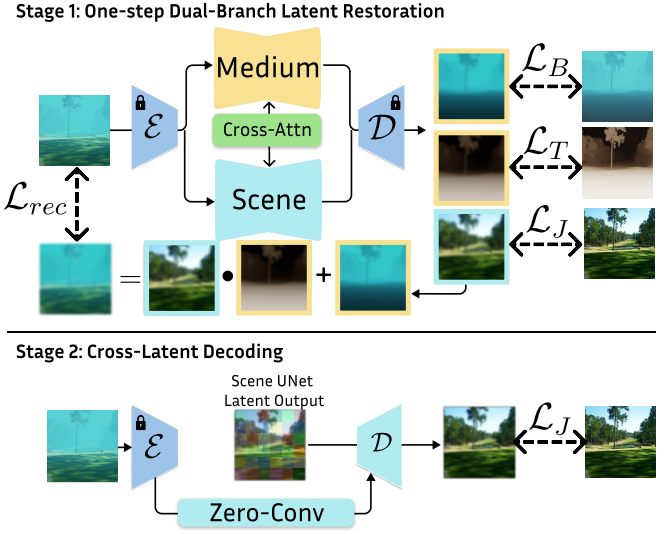 Stage 1: One-step Dual-Branch Latent Restoration
Medium
ℰ
Cross-Attn
𝒟
Scene
ℒ_B
ℒ_T
ℒ_J
ℒ_rec
= • +
Stage 2: Cross-Latent Decoding
Scene UNet
Latent Output
ℰ
𝒟
ℒ_J
Zero-Conv